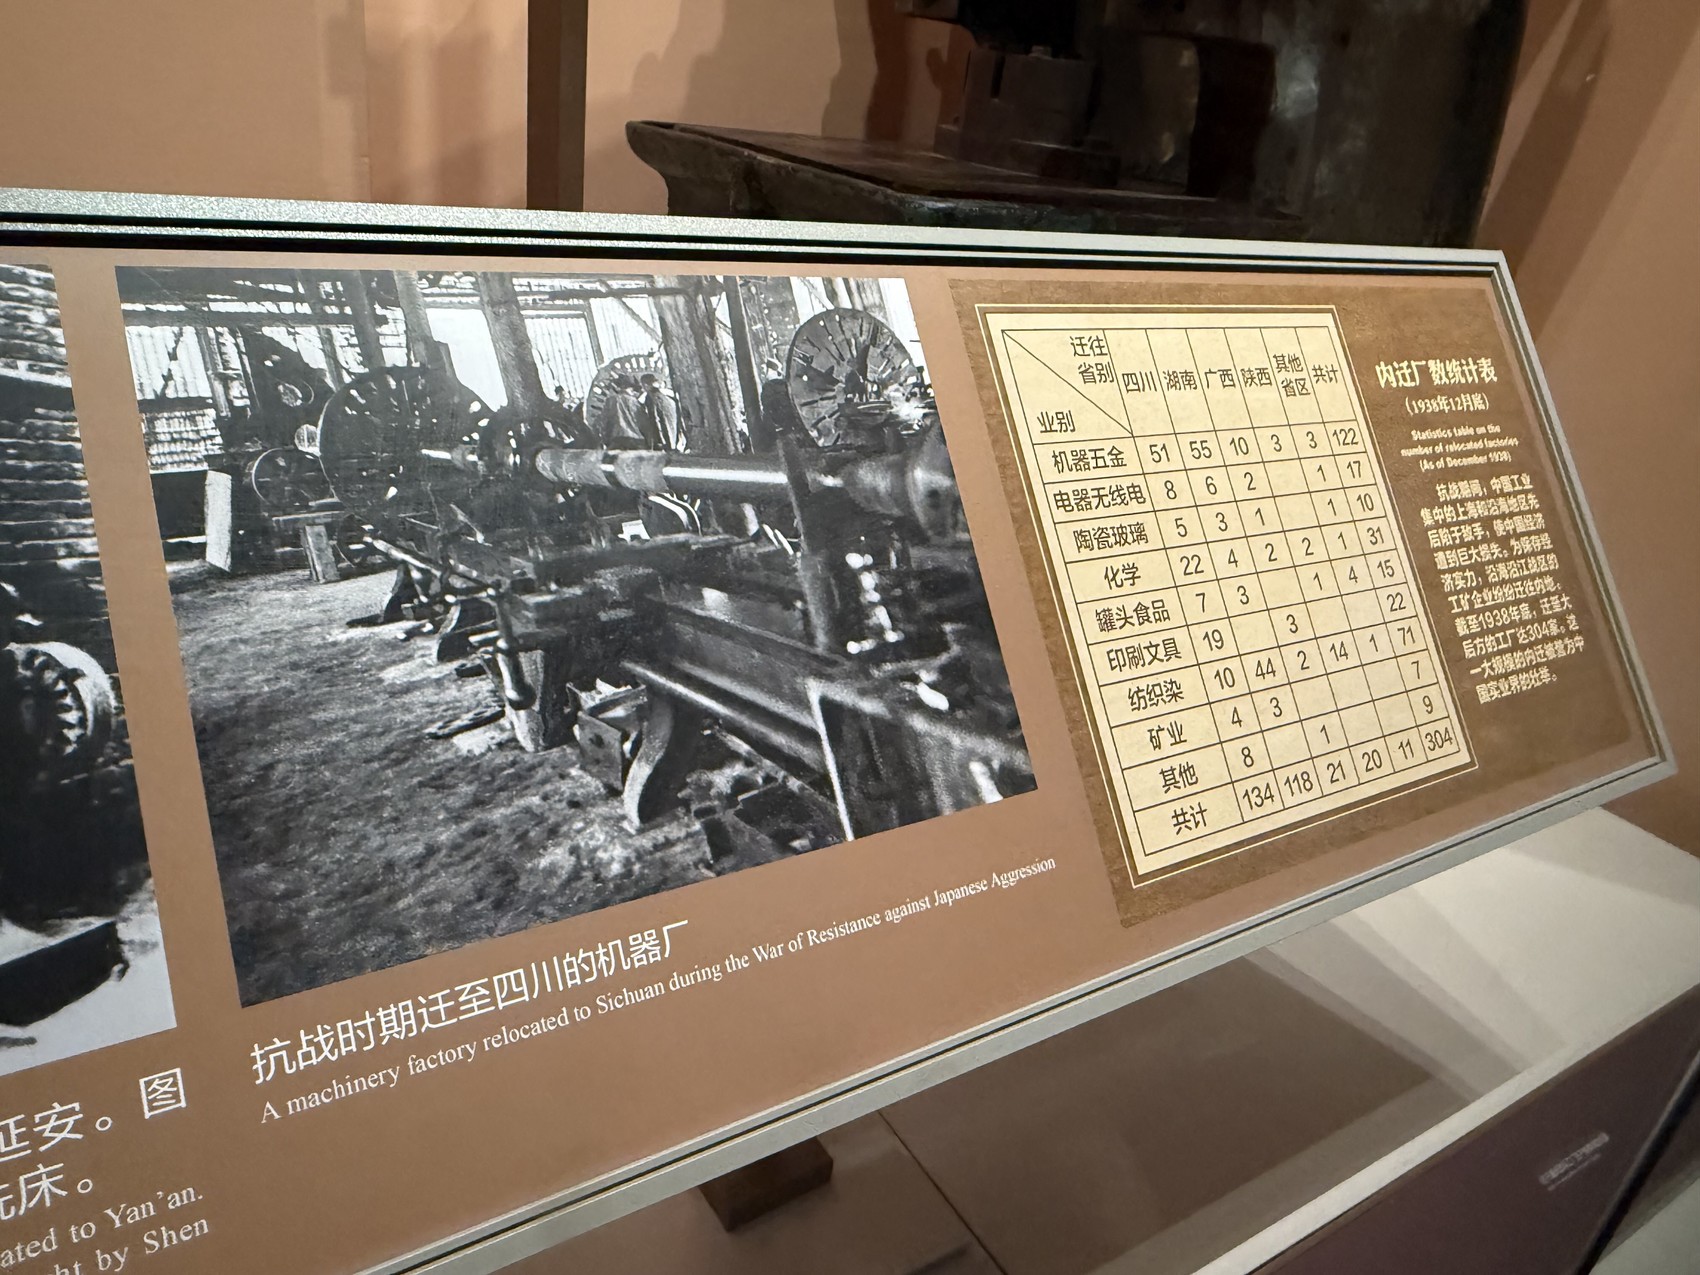 延安。图
床。
ated to Yan'an.
ht by Shen
抗战时期迁至四川的机器厂
A machinery factory relocated to Sichuan during the War of Resistance against Japanese Aggression
迁往省别 业别 四川 湖南 广西 陕西 其他省区 共计
机器五金 51 55 10 3 3 122
电器无线电 8 6 2 1 17
陶瓷玻璃 5 3 1 1 10
化学 22 4 2 2 1 31
罐头食品 7 3 1 4 15
印刷文具 19 3 22
纺织染 10 44 2 14 1 71
矿业 4 3 7
其他 8 1 9
共计 134 118 21 20 11 304
内迁厂数统计表
(1938年12月底)
Statistics table on the
number of relocated factories
(As of December 1938)
抗战期间,中国工业
集中的上海和沿海地区先
后陷于敌手,使中国经济
遭到巨大损失。为保存经
济实力,沿海沿江地区的
工矿企业纷纷迁往内地。
截至1938年底,迁至大
后方的工厂达304家。这
一大规模的内迁被誉为中
国实业界的壮举。